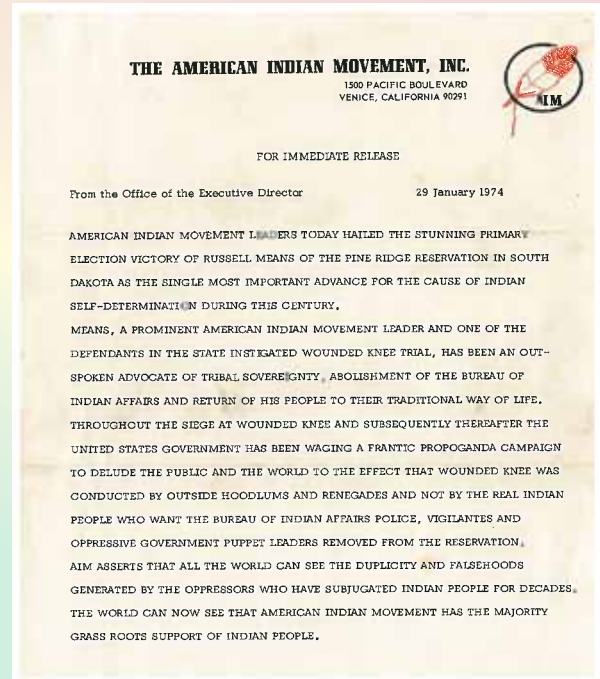 THE AMERICAN INDIAN MOVEMENT, INC.
1500 PACIFIC BOULEVARD
VENICE, CALIFORNIA 90291
AIM
FOR IMMEDIATE RELEASE
From the Office of the Executive Director 29 January 1974
AMERICAN INDIAN MOVEMENT LEADERS TODAY HAILED THE STUNNING PRIMARY
ELECTION VICTORY OF RUSSELL MEANS OF THE PINE RIDGE RESERVATION IN SOUTH
DAKOTA AS THE SINGLE MOST IMPORTANT ADVANCE FOR THE CAUSE OF INDIAN
SELF-DETERMINATION DURING THIS CENTURY.
MEANS, A PROMINENT AMERICAN INDIAN MOVEMENT LEADER AND ONE OF THE
DEFENDANTS IN THE STATE INSTIGATED WOUNDED KNEE TRIAL, HAS BEEN AN OUT-
SPOKEN ADVOCATE OF TRIBAL SOVEREIGNTY, ABOLISHMENT OF THE BUREAU OF
INDIAN AFFAIRS AND RETURN OF HIS PEOPLE TO THEIR TRADITIONAL WAY OF LIFE.
THROUGHOUT THE SIEGE AT WOUNDED KNEE AND SUBSEQUENTLY THEREAFTER THE
UNITED STATES GOVERNMENT HAS BEEN WAGING A FRANTIC PROPOGANDA CAMPAIGN
TO DELUDE THE PUBLIC AND THE WORLD TO THE EFFECT THAT WOUNDED KNEE WAS
CONDUCTED BY OUTSIDE HOODLUMS AND RENEGADES AND NOT BY THE REAL INDIAN
PEOPLE WHO WANT THE BUREAU OF INDIAN AFFAIRS POLICE, VIGILANTES AND
OPPRESSIVE GOVERNMENT PUPPET LEADERS REMOVED FROM THE RESERVATION.
AIM ASSERTS THAT ALL THE WORLD CAN SEE THE DUPLICITY AND FALSEHOODS
GENERATED BY THE OPPRESSORS WHO HAVE SUBJUGATED INDIAN PEOPLE FOR DECADES.
THE WORLD CAN NOW SEE THAT AMERICAN INDIAN MOVEMENT HAS THE MAJORITY
GRASS ROOTS SUPPORT OF INDIAN PEOPLE.